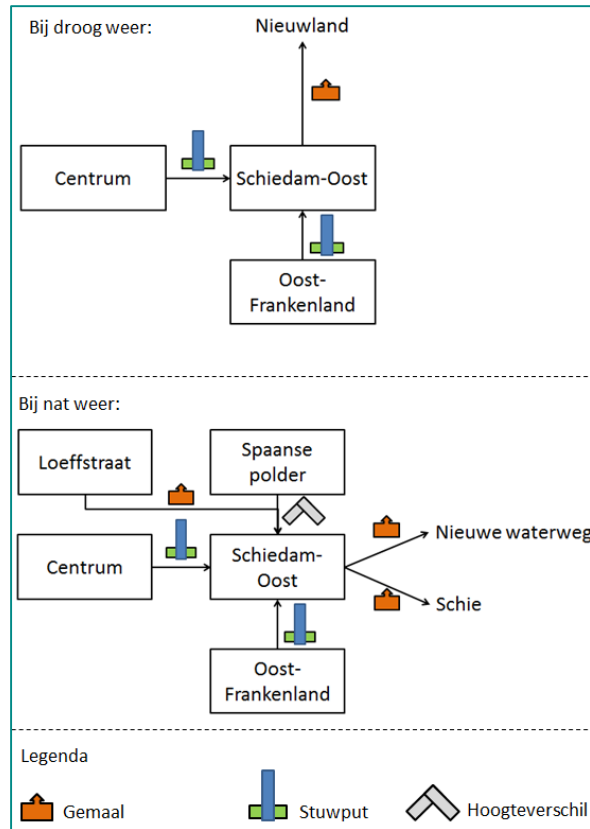 Bij droog weer:
Nieuwland
Centrum
Schiedam-Oost
Oost-
Frankenland
Bij nat weer:
Loeffstraat
Spaanse
polder
Nieuwe waterweg
Centrum
Schiedam-
Oost
Schie
Oost-
Frankenland
Legenda
Gemaal
Stuwput
Hoogteverschil